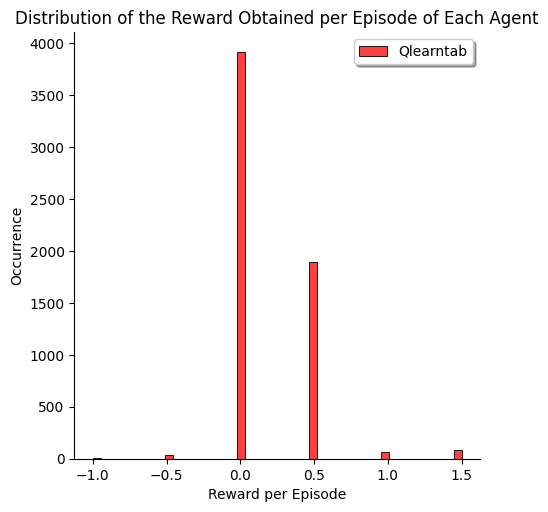 Distribution of the Reward Obtained per Episode of Each Agent
Qlearntab
4000
3500
3000
2500
2000
1500
1000
500
0
Occurrence
−1.0 −0.5 0.0 0.5 1.0 1.5
Reward per Episode